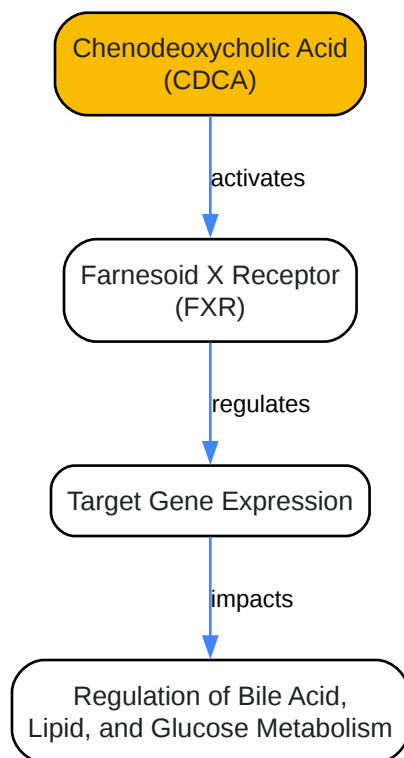 Chenodeoxycholic Acid
(CDCA)
activates
Farnesoid X Receptor
(FXR)
regulates
Target Gene Expression
impacts
Regulation of Bile Acid,
Lipid, and Glucose Metabolism